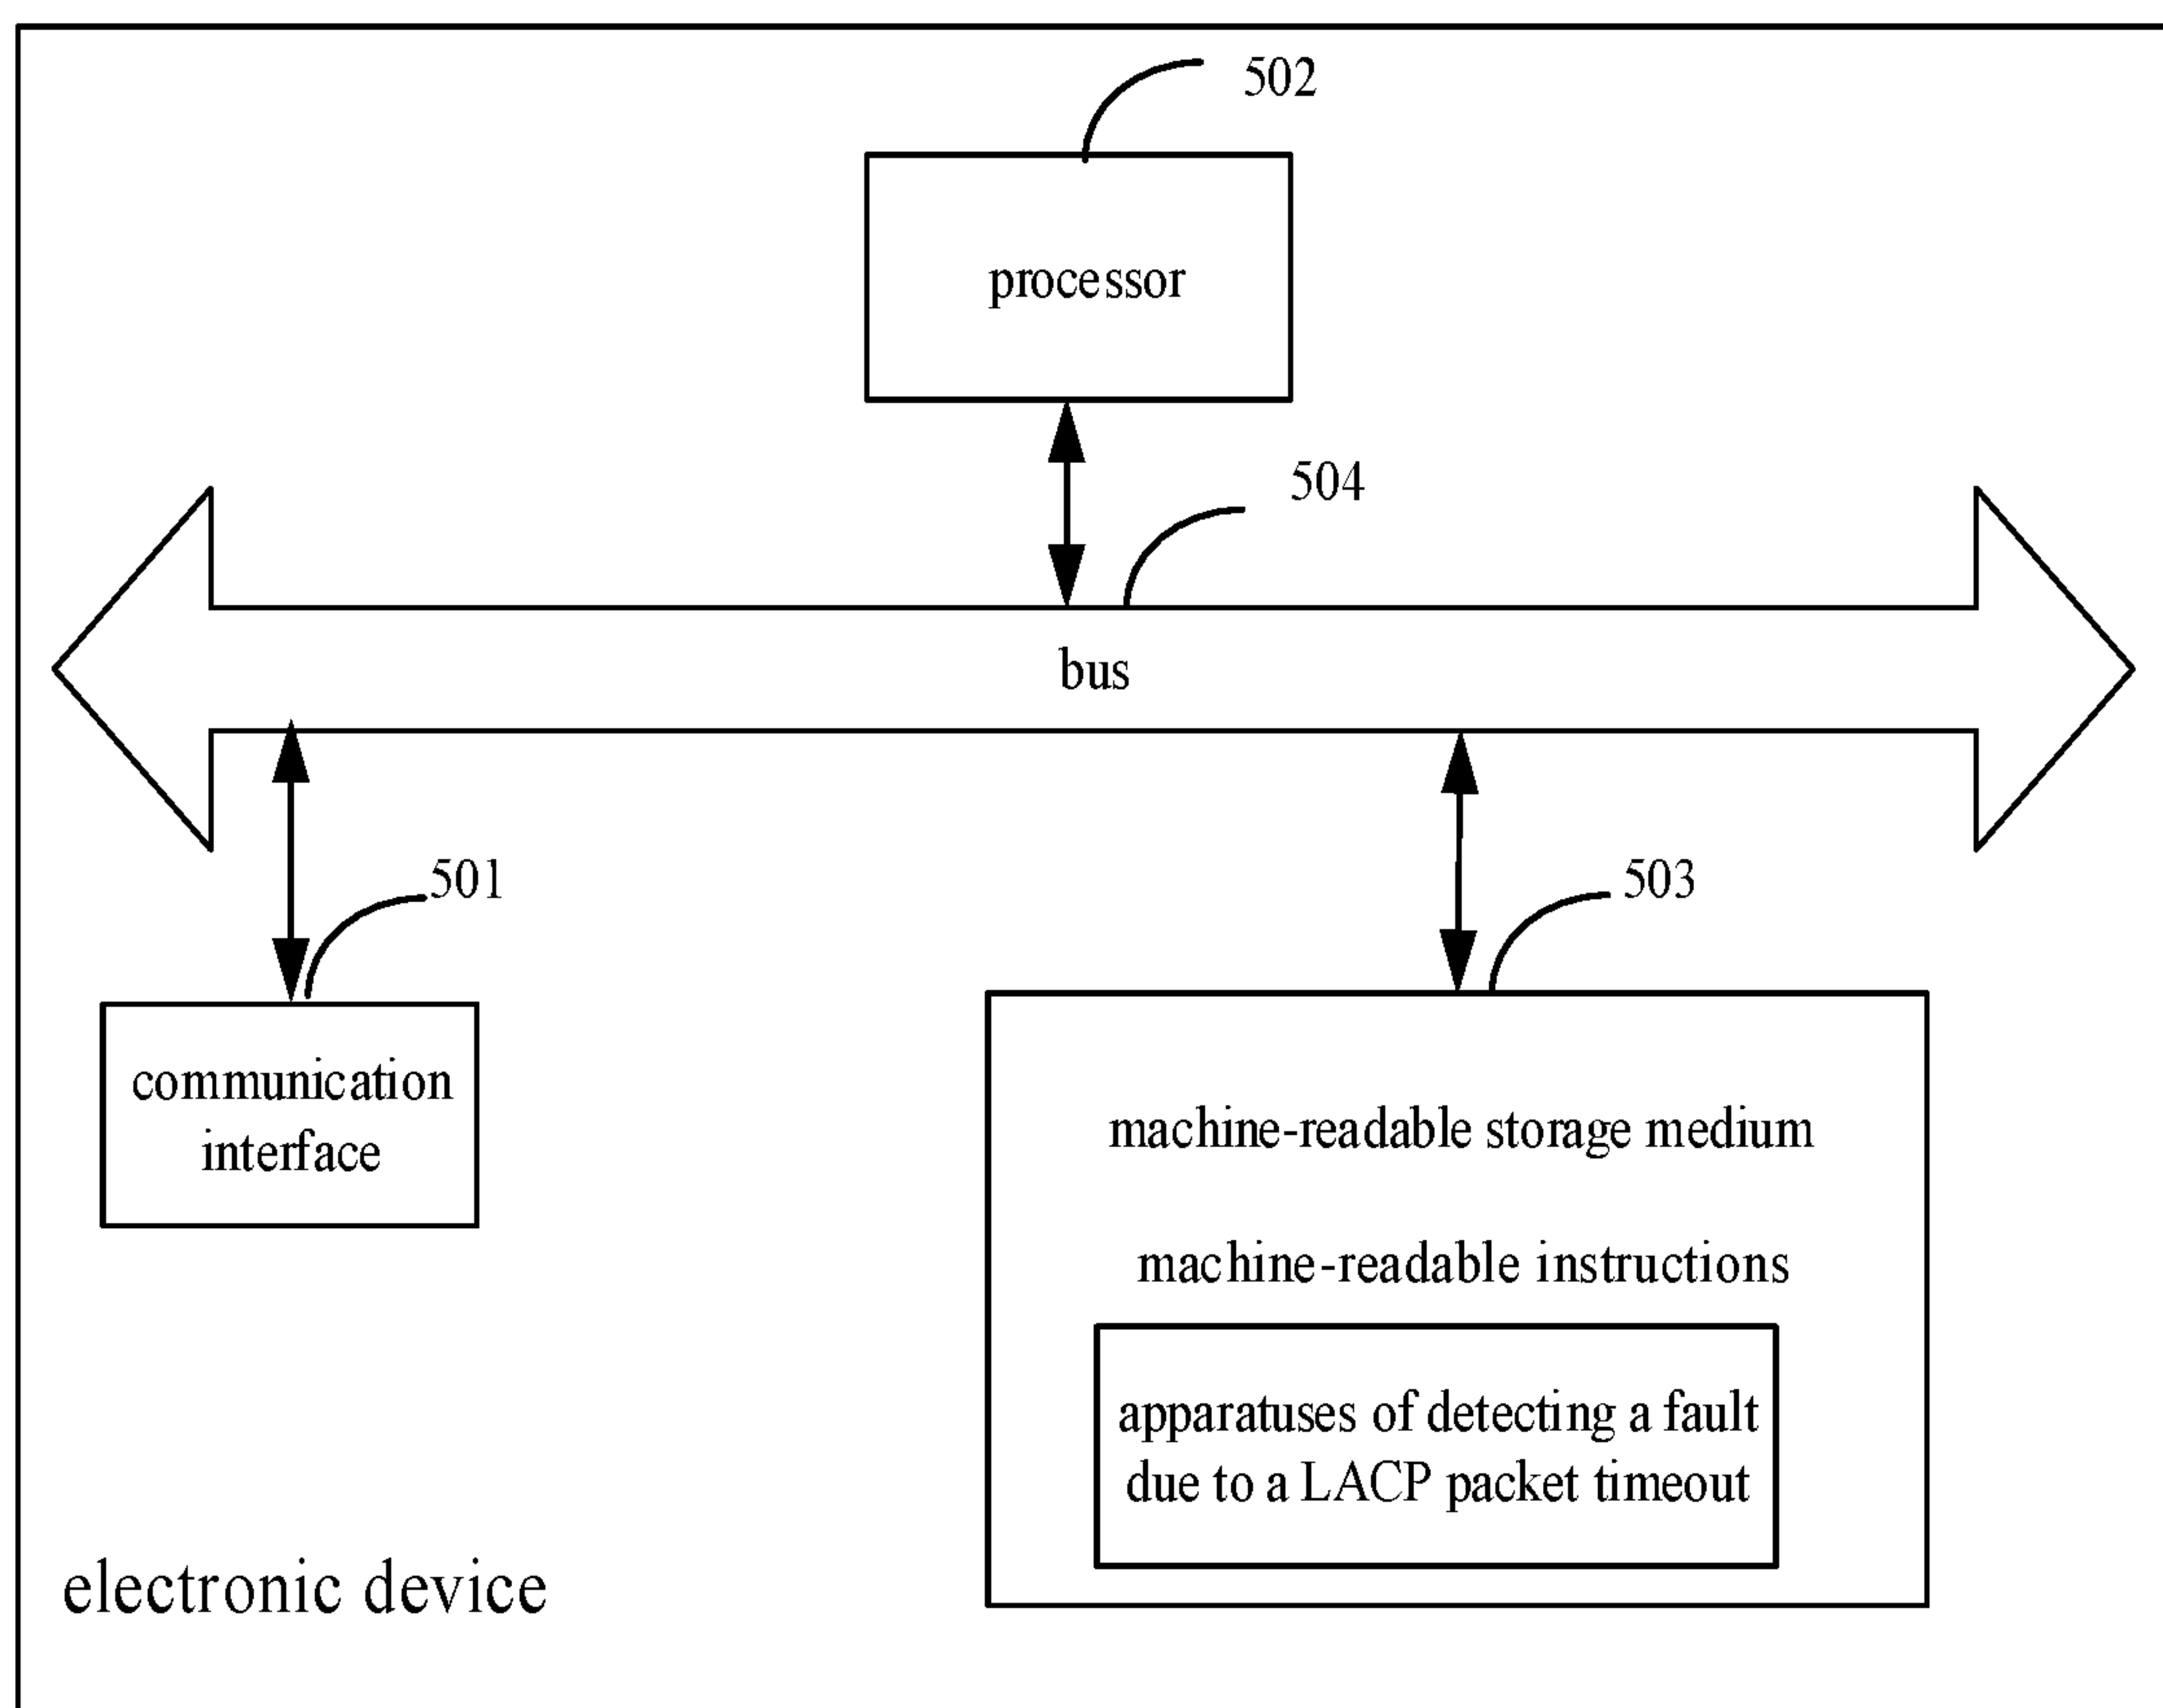 502
processor
504
bus
501
503
communication
interface
machine-readable storage medium
machine-readable instructions
apparatuses of detecting a fault
due to a LACP packet timeout
electronic device